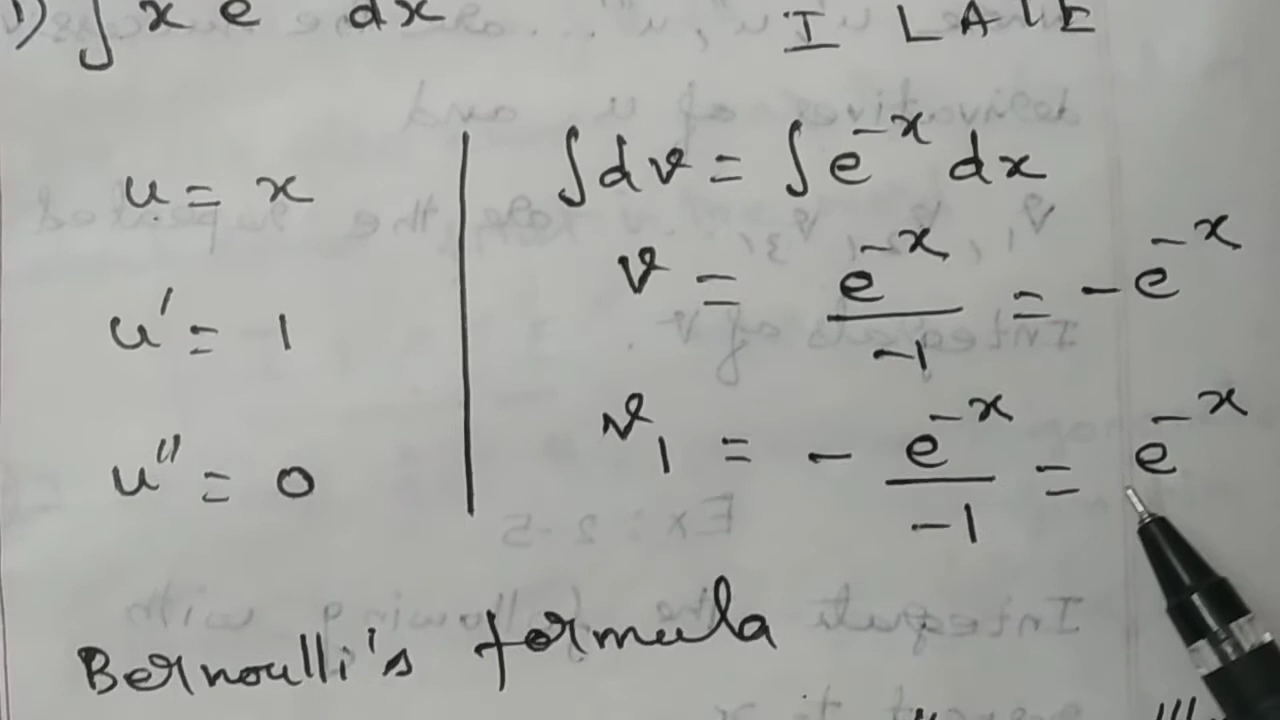 1) ∫ x e dx I LATE
u = x ∫dv = ∫e^{-x} dx
u' = 1 v = e^{-x}/-1 = -e^{-x}
u'' = 0 v₁ = - e^{-x}/-1 = e^{-x}
Bernoulli's formula